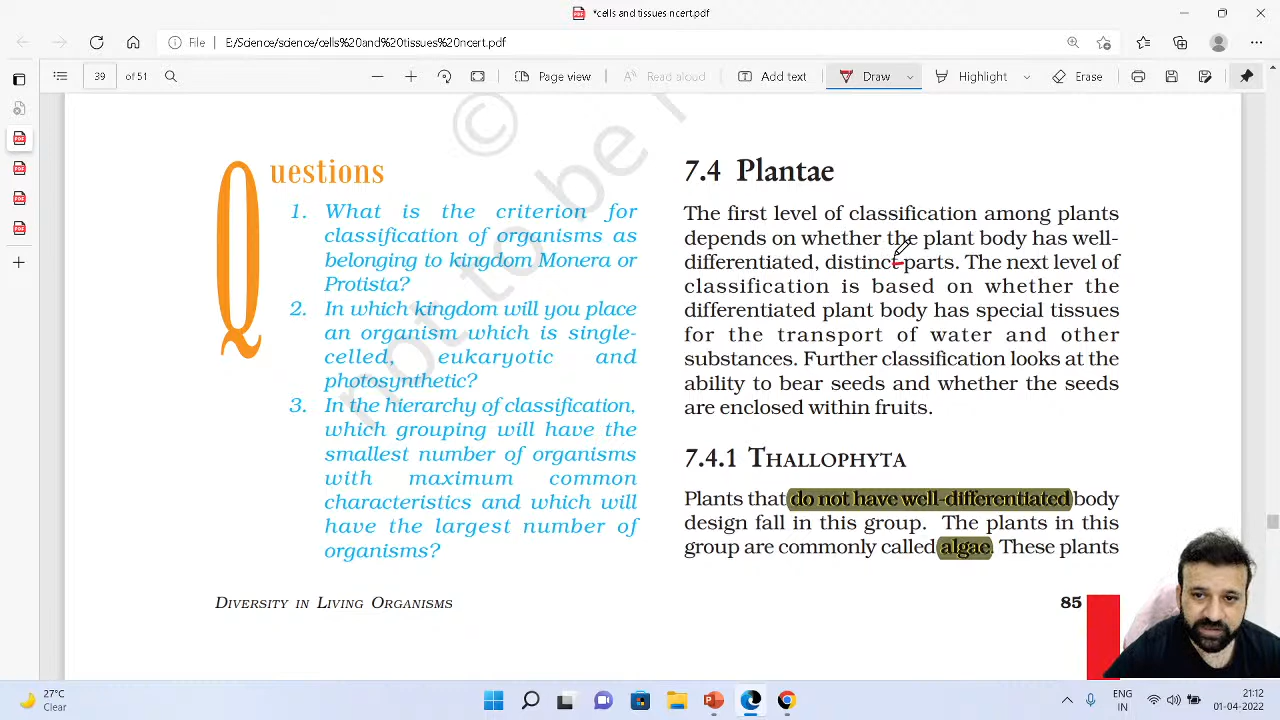 *cells and tissues ncert.pdf
File
E:/Science/science/cells%20and%20tissues%20ncert.pdf
39 of 51
Page view
Read aloud
Add text
Draw
Highlight
Erase
© not to be r
Questions
1. What is the criterion for
classification of organisms as
belonging to kingdom Monera or
Protista?
2. In which kingdom will you place
an organism which is single-
celled, eukaryotic and
photosynthetic?
3. In the hierarchy of classification,
which grouping will have the
smallest number of organisms
with maximum common
characteristics and which will
have the largest number of
organisms?
DIVERSITY IN LIVING ORGANISMS
7.4 Plantae
The first level of classification among plants
depends on whether the plant body has well-
differentiated, distinct parts. The next level of
classification is based on whether the
differentiated plant body has special tissues
for the transport of water and other
substances. Further classification looks at the
ability to bear seeds and whether the seeds
are enclosed within fruits.
7.4.1 THALLOPHYTA
Plants that do not have well-differentiated body
design fall in this group. The plants in this
group are commonly called algae. These plants
85
27°C
Clear
ENG
IN
21:12
01-04-2022